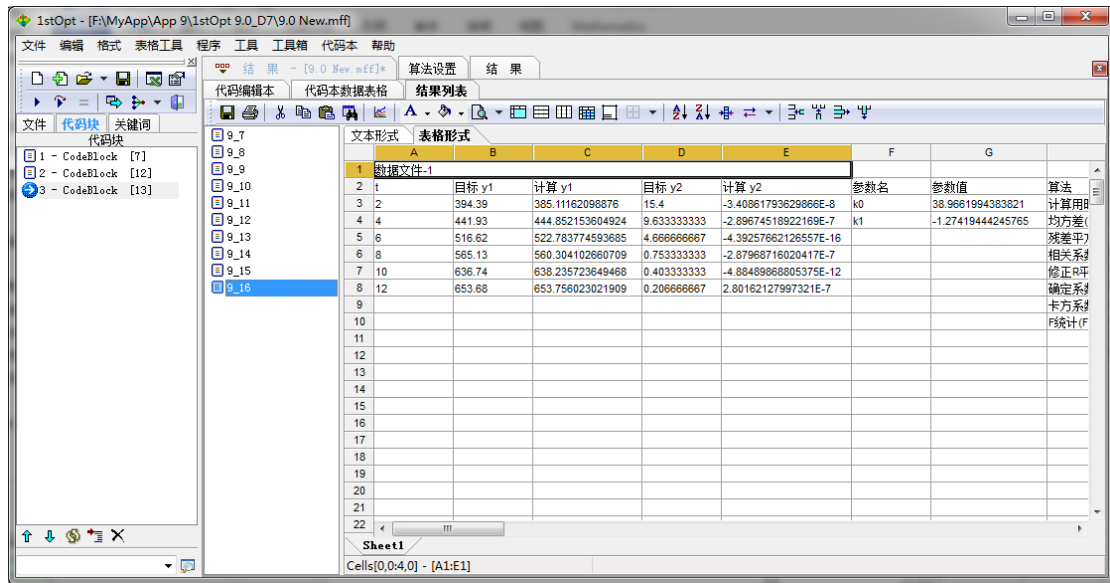 1stOpt - [F:\MyApp\App 9\1stOpt 9.0_D7\9.0 New.mff]
文件 编辑 格式 表格工具 程序 工具 工具箱 代码本 帮助
结 果 - [9.0 New.mff]* 算法设置 结 果
代码编辑本 代码本数据表格 结果列表
文件 代码块 关键词
代码块
1 - CodeBlock [7]
2 - CodeBlock [12]
3 - CodeBlock [13]
9_7
9_8
9_9
9_10
9_11
9_12
9_13
9_14
9_15
9_16
文本形式 表格形式
A B C D E F G
1 数据文件-1
2 t 目标 y1 计算 y1 目标 y2 计算 y2 参数名 参数值 算法
3 2 394.39 385.11162098876 15.4 -3.40861793629866E-8 k0 38.9661994383821 计算用时
4 4 441.93 444.852153604924 9.633333333 -2.89674518922169E-7 k1 -1.27419444245765 均方差(
5 6 516.62 522.783774593685 4.666666667 -4.39257662126557E-16 残差平方
6 8 565.13 560.304102660709 0.753333333 -2.87968716020417E-7 相关系数
7 10 636.74 638.235723649468 0.403333333 -4.88489868805375E-12 修正R平
8 12 653.68 653.756023021909 0.206666667 2.80162127997321E-7 确定系数
9 卡方系数
10 F统计(F
11
12
13
14
15
16
17
18
19
20
21
22
Sheet1
Cells[0,0:4,0] - [A1:E1]